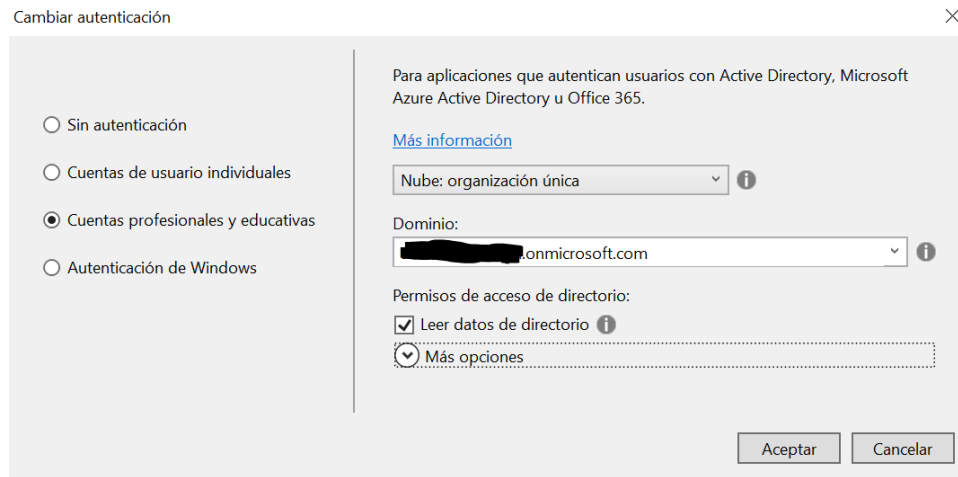 Cambiar autenticación
Para aplicaciones que autentican usuarios con Active Directory, Microsoft
Azure Active Directory u Office 365.
Sin autenticación
Cuentas de usuario individuales
Cuentas profesionales y educativas
Autenticación de Windows
Más información
Nube: organización única
Dominio:
.onmicrosoft.com
Permisos de acceso de directorio:
Leer datos de directorio
Más opciones
Aceptar
Cancelar